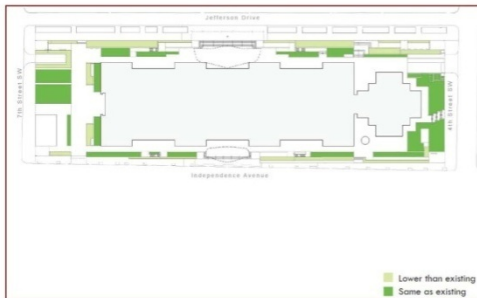 Jefferson Drive
7th Street SW
4th Street SW
Independence Avenue
Lower than existing
Same as existing